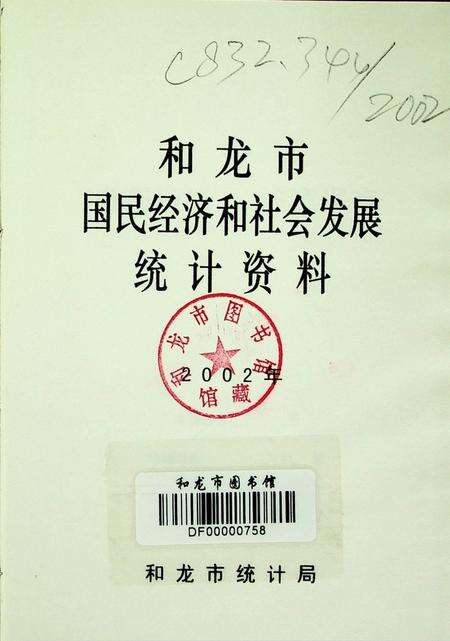 C832.344/2002
和龙市
国民经济和社会发展
统计资料
和龙市图书馆
2002年
馆藏
和龙市图书馆
DF00000758
和龙市统计局